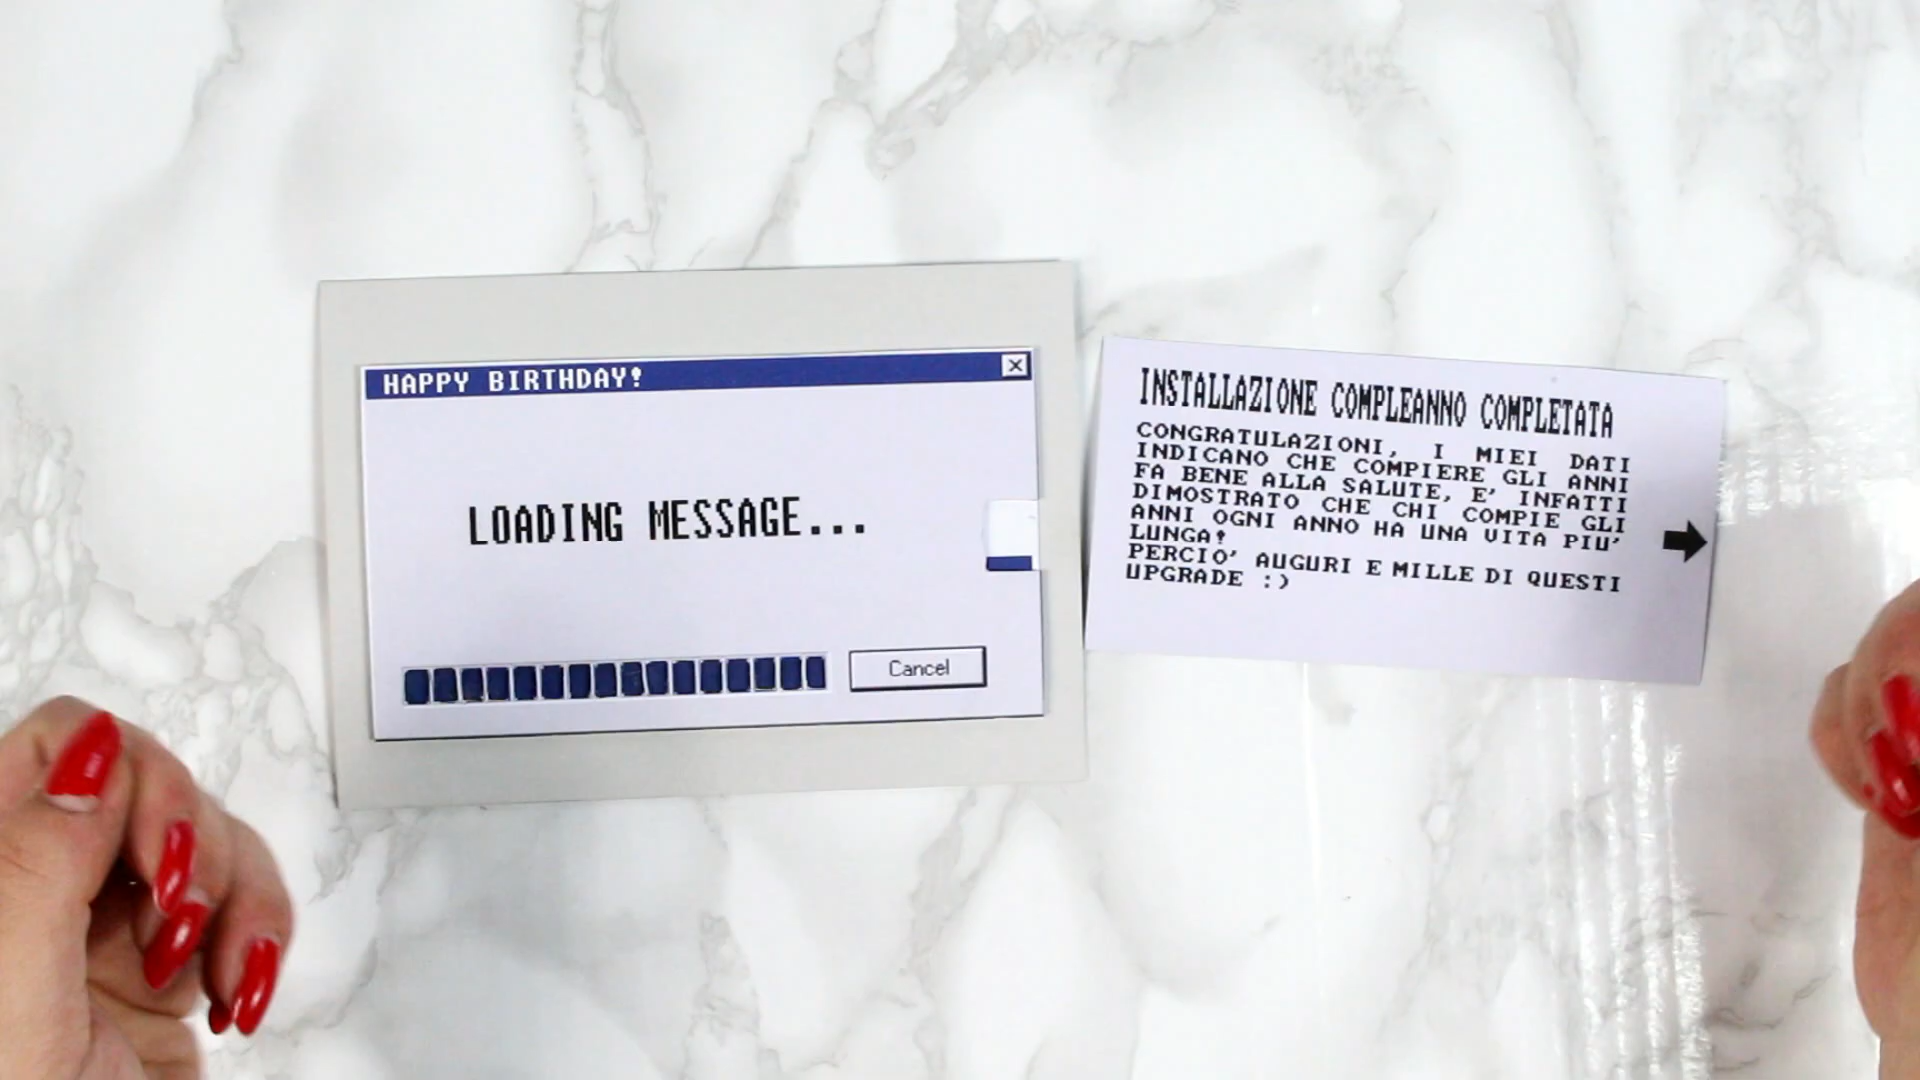 HAPPY BIRTHDAY!
LOADING MESSAGE...
Cancel
INSTALLAZIONE COMPLEANNO COMPLETATA
CONGRATULAZIONI, I MIEI DATI
INDICANO CHE COMPIERE GLI ANNI
FA BENE ALLA SALUTE, E' INFATTI
DIMOSTRATO CHE CHI COMPIE GLI
ANNI OGNI ANNO HA UNA VITA PIU'
LUNGA!
PERCIO' AUGURI E MILLE DI QUESTI
UPGRADE :)